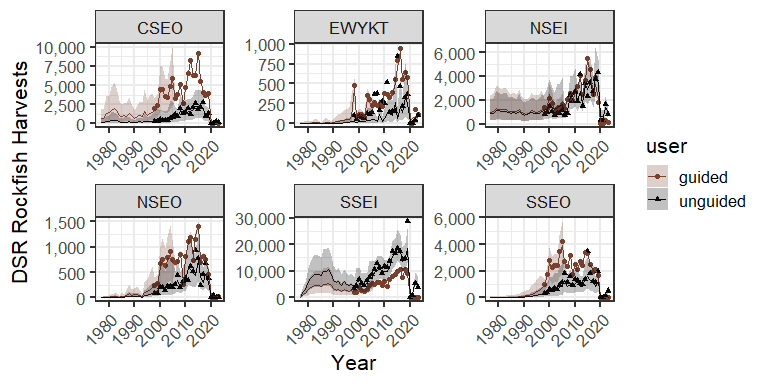 CSEO EWYKT NSEI
10,000 7,500 5,000 2,500 0
1,000 750 500 250 0
6,000 4,000 2,000 0
1980 1990 2000 2010 2020
1980 1990 2000 2010 2020
1980 1990 2000 2010 2020
NSEO SSEI SSEO
1,500 1,000 500 0
30,000 20,000 10,000 0
6,000 4,000 2,000 0
1980 1990 2000 2010 2020
1980 1990 2000 2010 2020
1980 1990 2000 2010 2020
DSR Rockfish Harvests
Year
user
guided
unguided